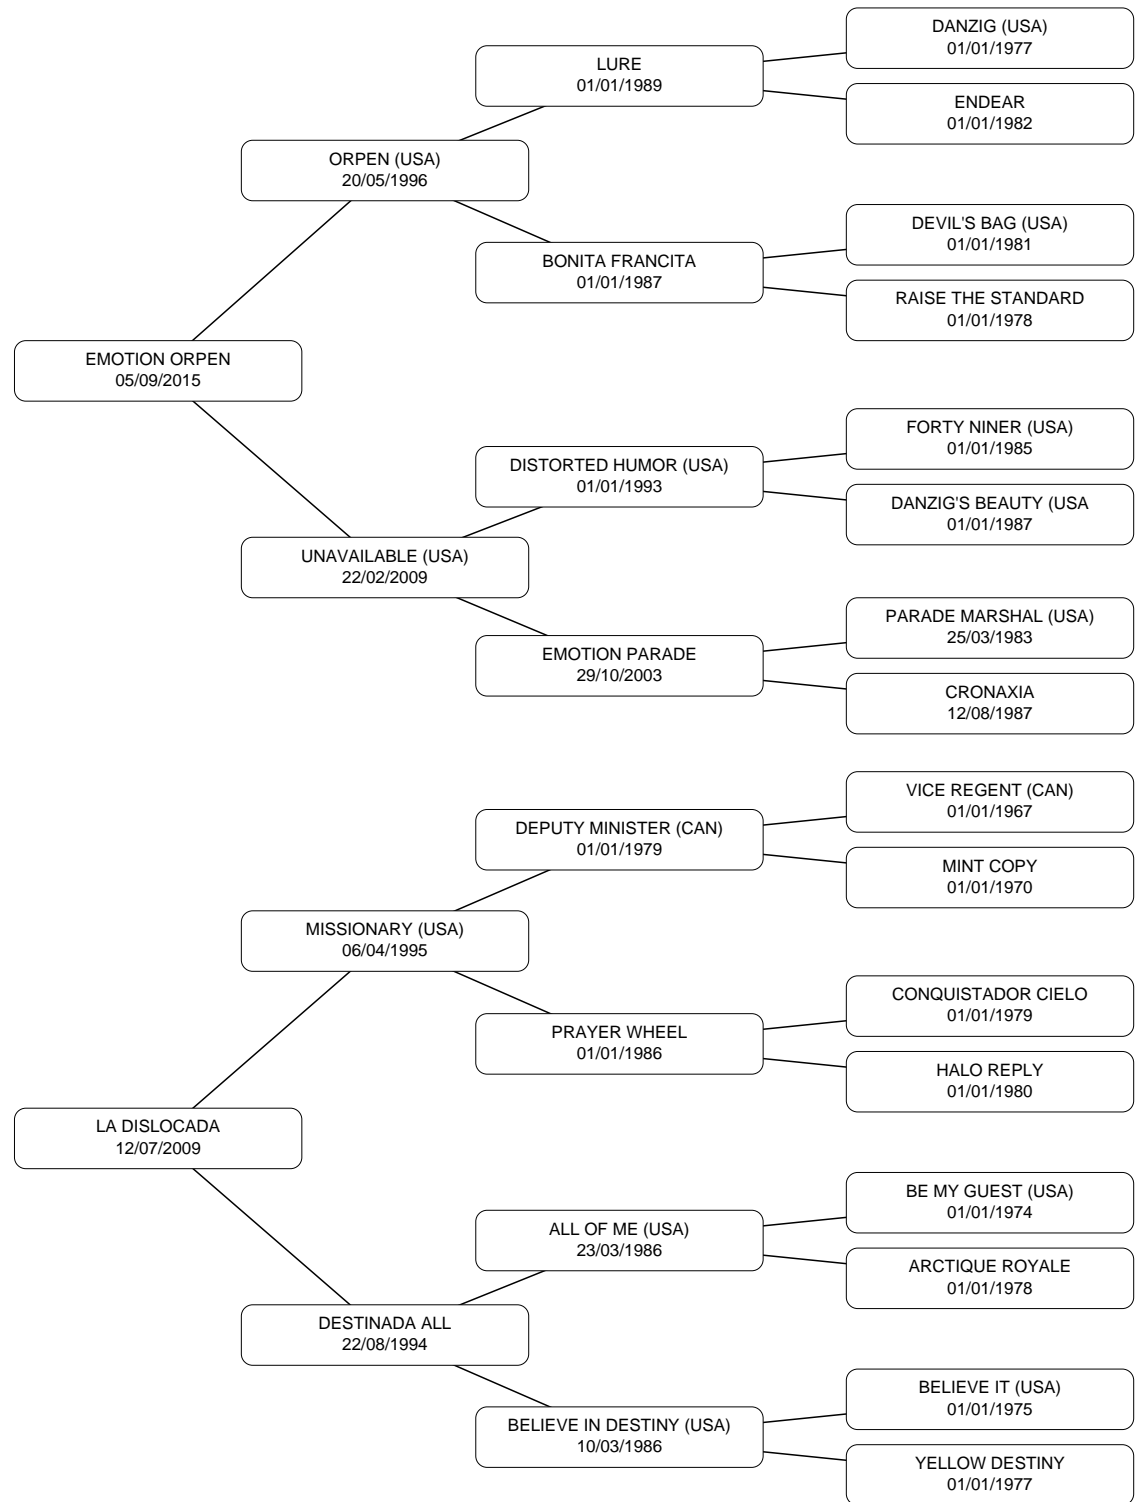 DANZIG (USA)
01/01/1977
LURE
01/01/1989
ENDEAR
01/01/1982
ORPEN (USA)
20/05/1996
DEVIL'S BAG (USA)
01/01/1981
BONITA FRANCITA
01/01/1987
RAISE THE STANDARD
01/01/1978
EMOTION ORPEN
05/09/2015
FORTY NINER (USA)
01/01/1985
DISTORTED HUMOR (USA)
01/01/1993
DANZIG'S BEAUTY (USA
01/01/1987
UNAVAILABLE (USA)
22/02/2009
PARADE MARSHAL (USA)
25/03/1983
EMOTION PARADE
29/10/2003
CRONAXIA
12/08/1987
VICE REGENT (CAN)
01/01/1967
DEPUTY MINISTER (CAN)
01/01/1979
MINT COPY
01/01/1970
MISSIONARY (USA)
06/04/1995
CONQUISTADOR CIELO
01/01/1979
PRAYER WHEEL
01/01/1986
HALO REPLY
01/01/1980
LA DISLOCADA
12/07/2009
BE MY GUEST (USA)
01/01/1974
ALL OF ME (USA)
23/03/1986
ARCTIQUE ROYALE
01/01/1978
DESTINADA ALL
22/08/1994
BELIEVE IT (USA)
01/01/1975
BELIEVE IN DESTINY (USA)
10/03/1986
YELLOW DESTINY
01/01/1977